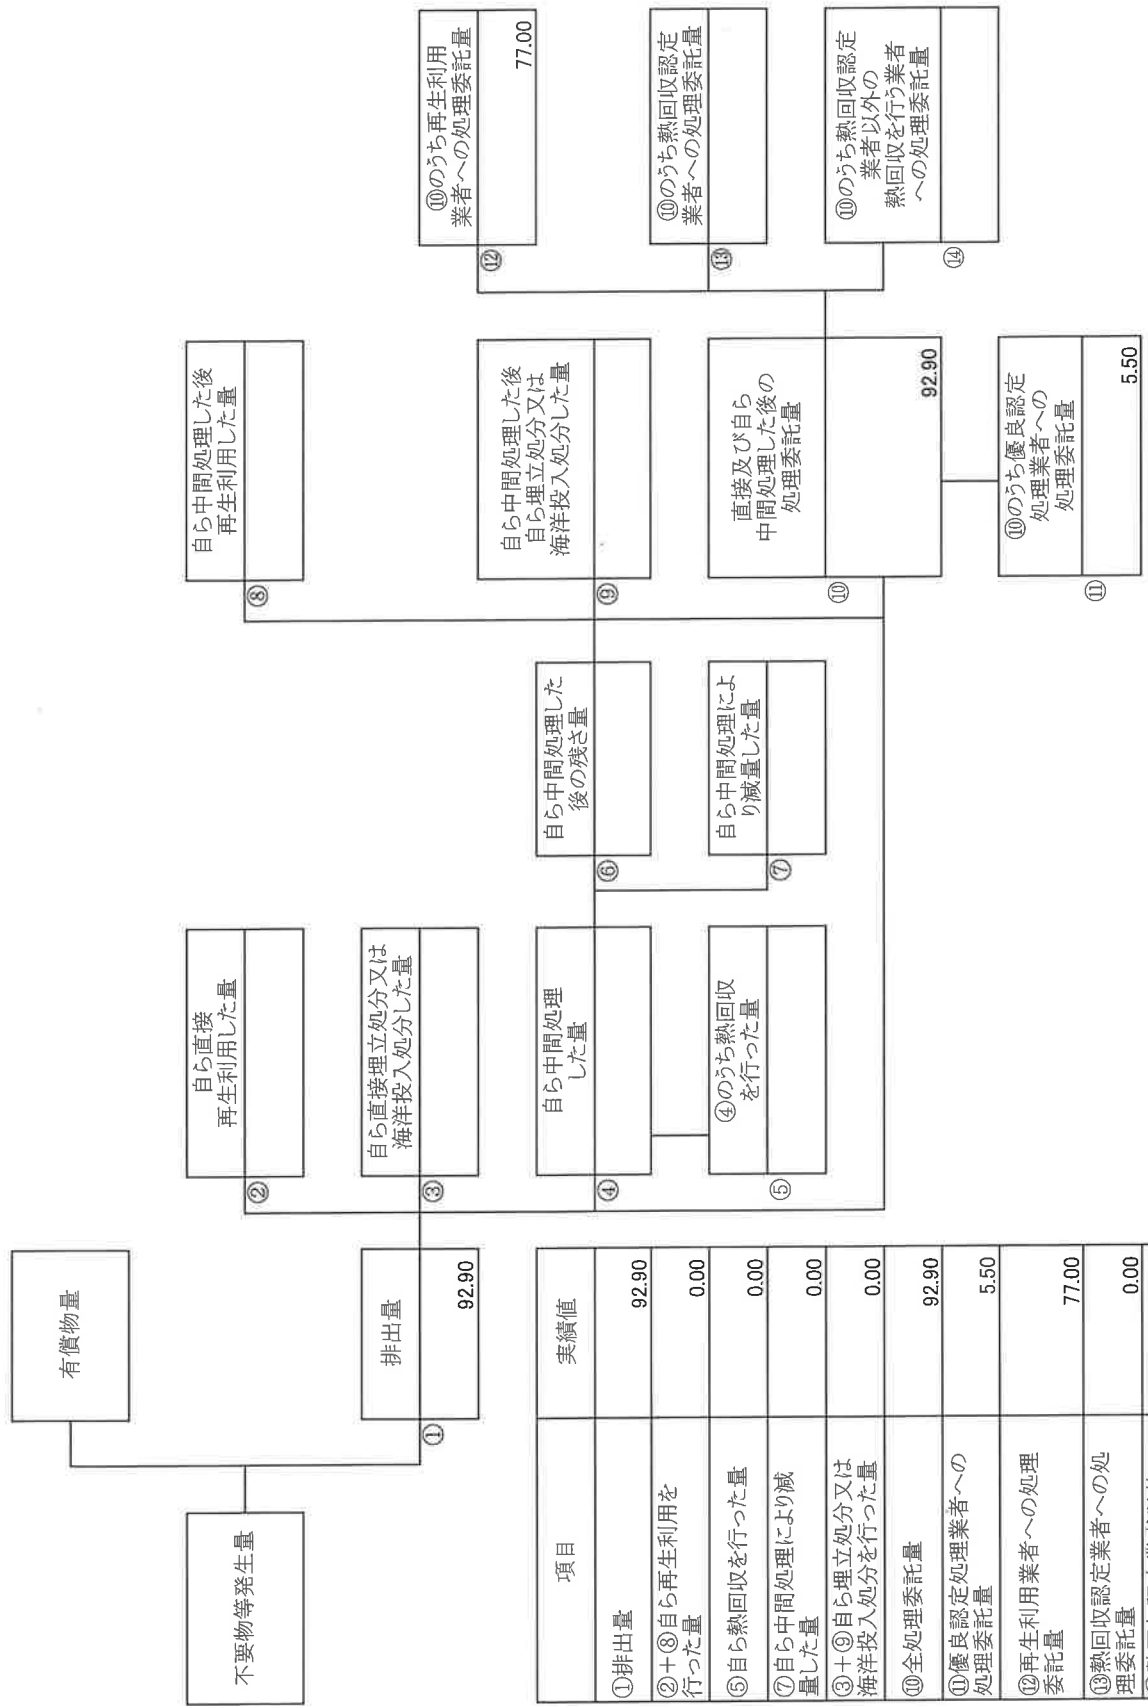 不要物等発生量
有償物量
排出量
①
92.90
自ら直接
再生利用した量
②
自ら直接埋立処分又は
海洋投入処分した量
③
自ら中間処理
した量
④
④のうち熱回収
を行った量
⑤
自ら中間処理した
後の残さ量
⑥
自ら中間処理によ
り減量した量
⑦
自ら中間処理した後
再生利用した量
⑧
自ら中間処理した後
自ら埋立処分又は
海洋投入処分した量
⑨
直接及び自ら
中間処理した後の
処理委託量
⑩
92.90
⑩のうち優良認定
処理業者への
処理委託量
⑪
5.50
⑩のうち再生利用
業者への処理委託量
⑫
77.00
⑩のうち熱回収認定
業者への処理委託量
⑬
⑩のうち熱回収認定
業者以外の
熱回収を行う業者
への処理委託量
⑭
項目 実績値
①排出量 92.90
②+⑧自ら再生利用を
行った量 0.00
⑤自ら熱回収を行った量 0.00
⑦自ら中間処理により減
量した量 0.00
③+⑨自ら埋立処分又は
海洋投入処分を行った量 0.00
⑩全処理委託量 92.90
⑪優良認定処理業者への
処理委託量 5.50
⑫再生利用業者への処理
委託量 77.00
⑬熱回収認定業者への処
理委託量 0.00